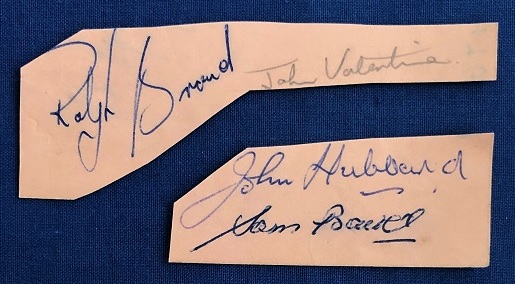 Ralph Brand
John Valentine
John Hubbard
Sam Baird